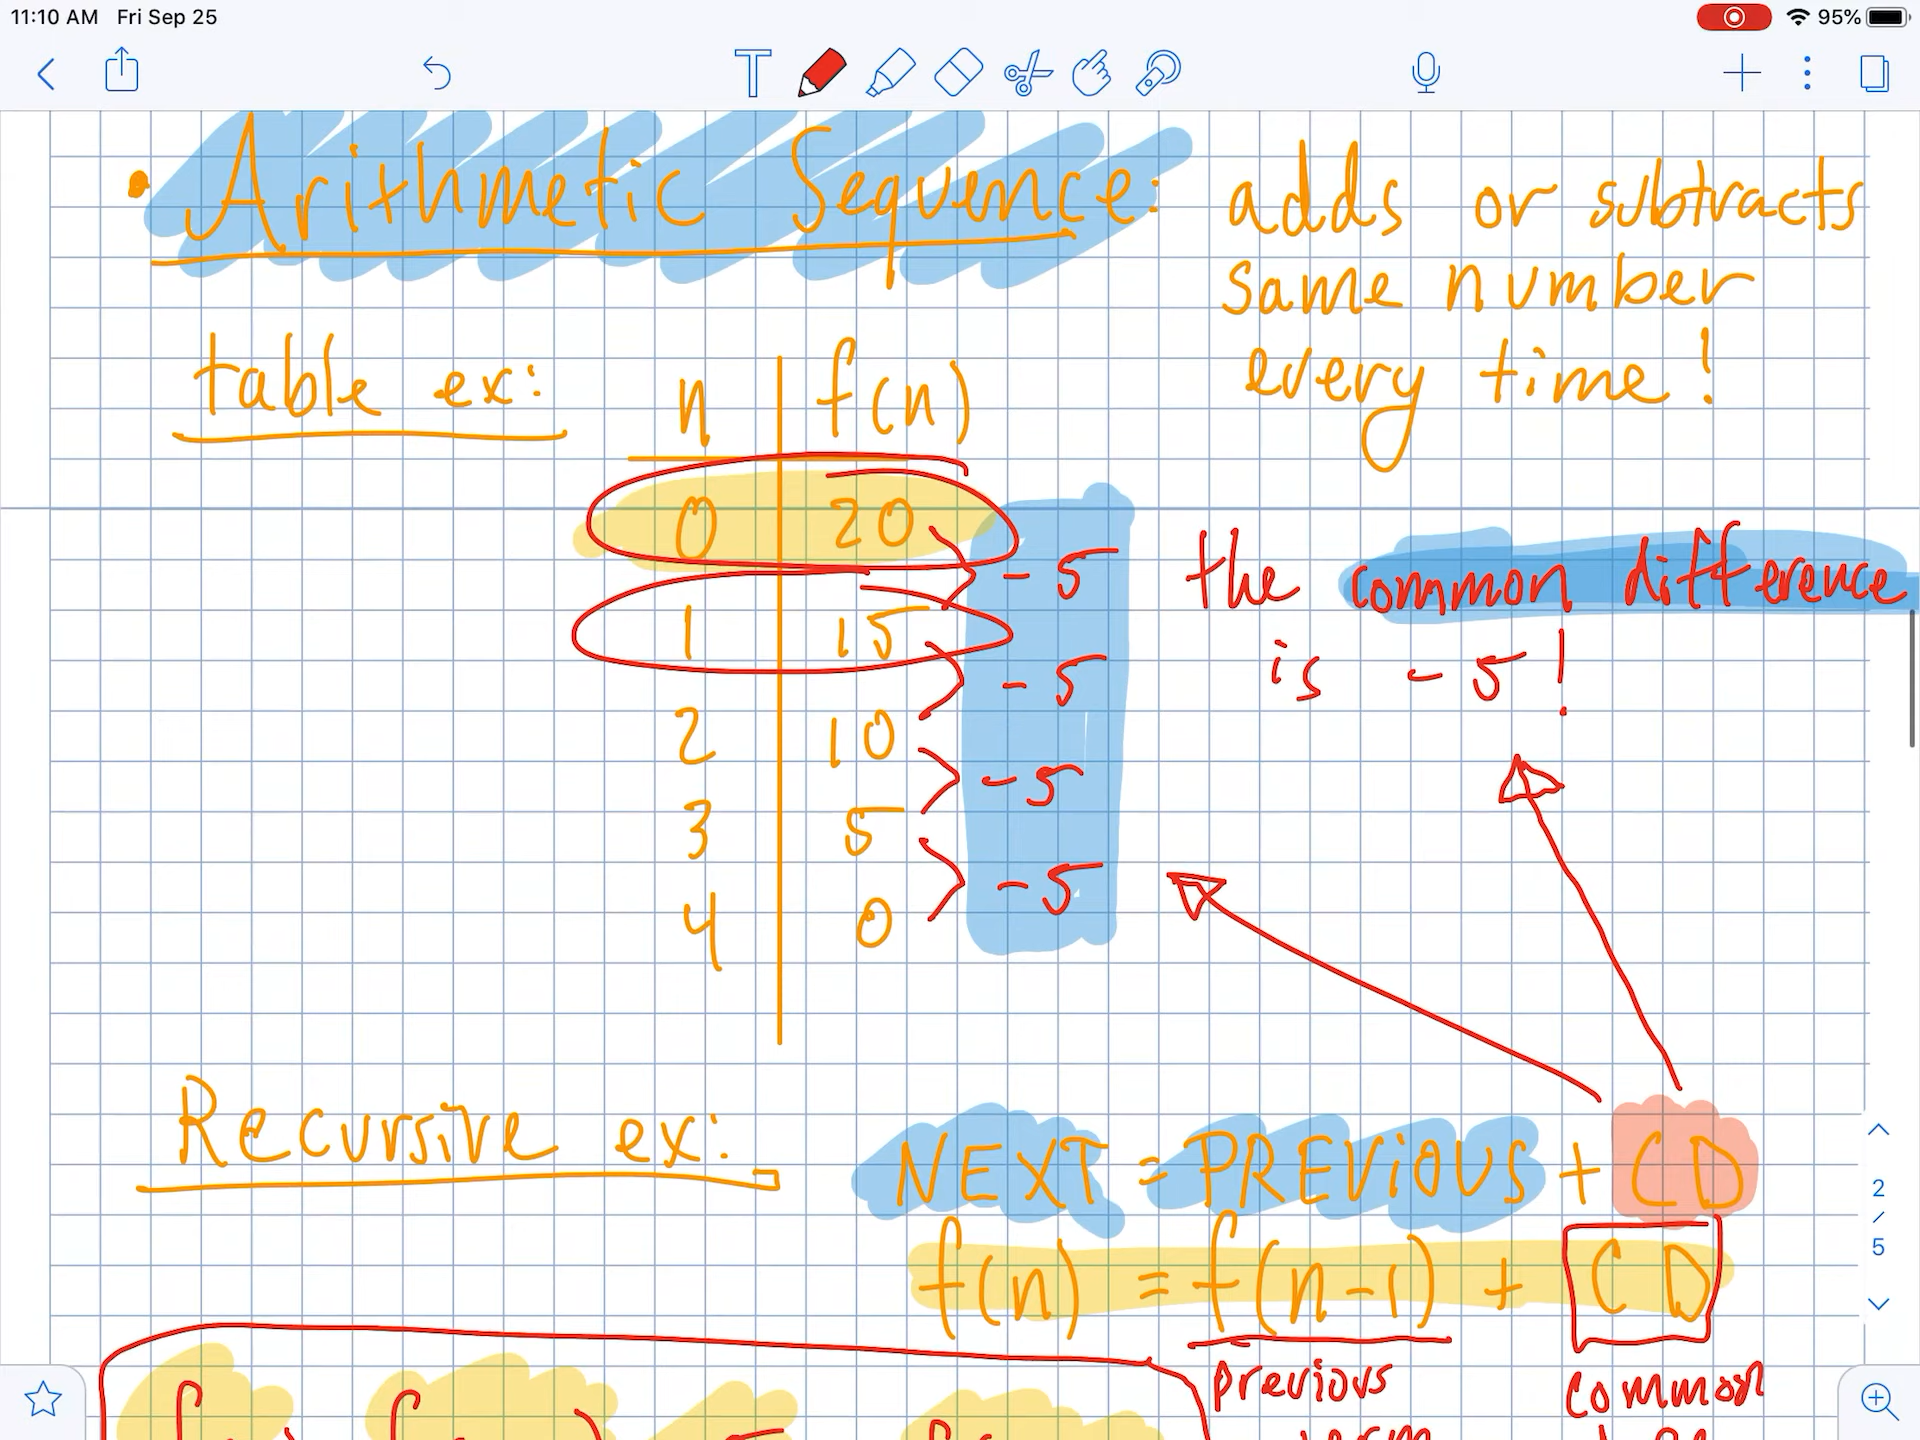 11:10 AM Fri Sep 25
95%
T
• Arithmetic Sequence: adds or subtracts
same number
every time!
table ex:
n f(n)
0 20
1 15
2 10
3 5
4 0
-5
-5
-5
-5
the common difference
is -5!
Recursive ex:
NEXT = PREVIOUS + CD
f(n) = f(n-1) + CD
previous
common
2
/
5